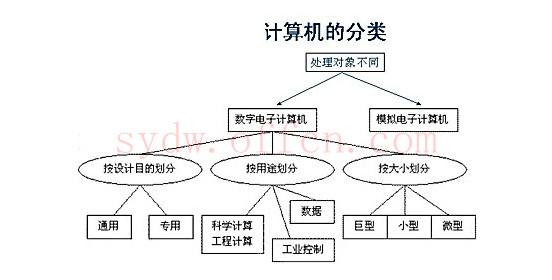 计算机的分类
处理对象不同
数字电子计算机
模拟电子计算机
sydw.offcn.com
按设计目的划分
按用途划分
按大小划分
通用
专用
科学计算
工程计算
数据
工业控制
巨型
小型
微型